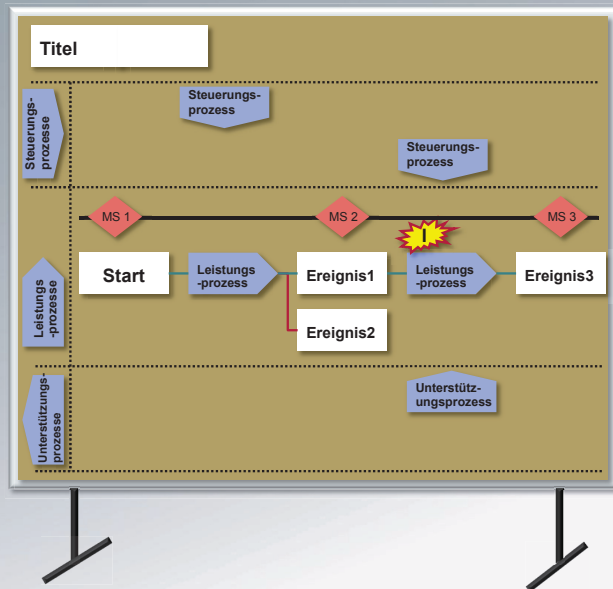 Titel
Steuerungs-
prozesse
Steuerungs-
prozess
Steuerungs-
prozess
MS 1
MS 2
MS 3
I
Leistungs
-prozesse
Start
Leistungs
-prozess
Ereignis1
Leistungs
-prozess
Ereignis3
Ereignis2
Unterstützungs-
prozesse
Unterstütz-
ungsprozess